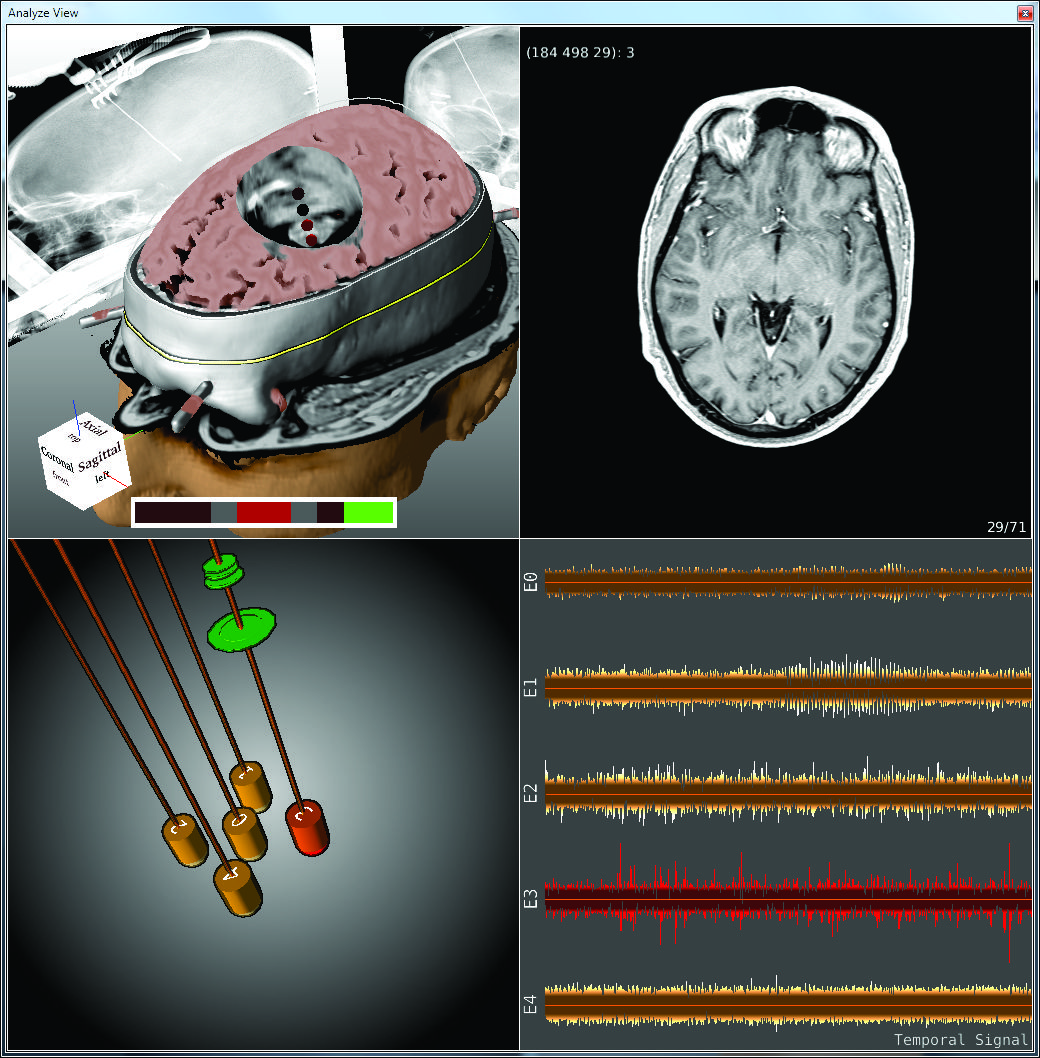 Analyze View
(184 498 29): 3
Axial
top
Coronal
Sagittal
front
left
29/71
E0
E1
E2
E3
E4
Temporal Signal